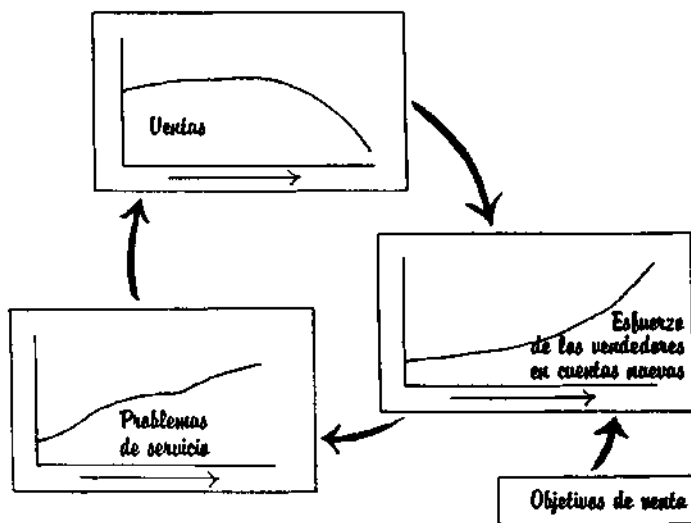 Ventas
Esfuerzo
de los vendedores
en cuentas nuevas
Problemas
de servicio
Objetivos de venta